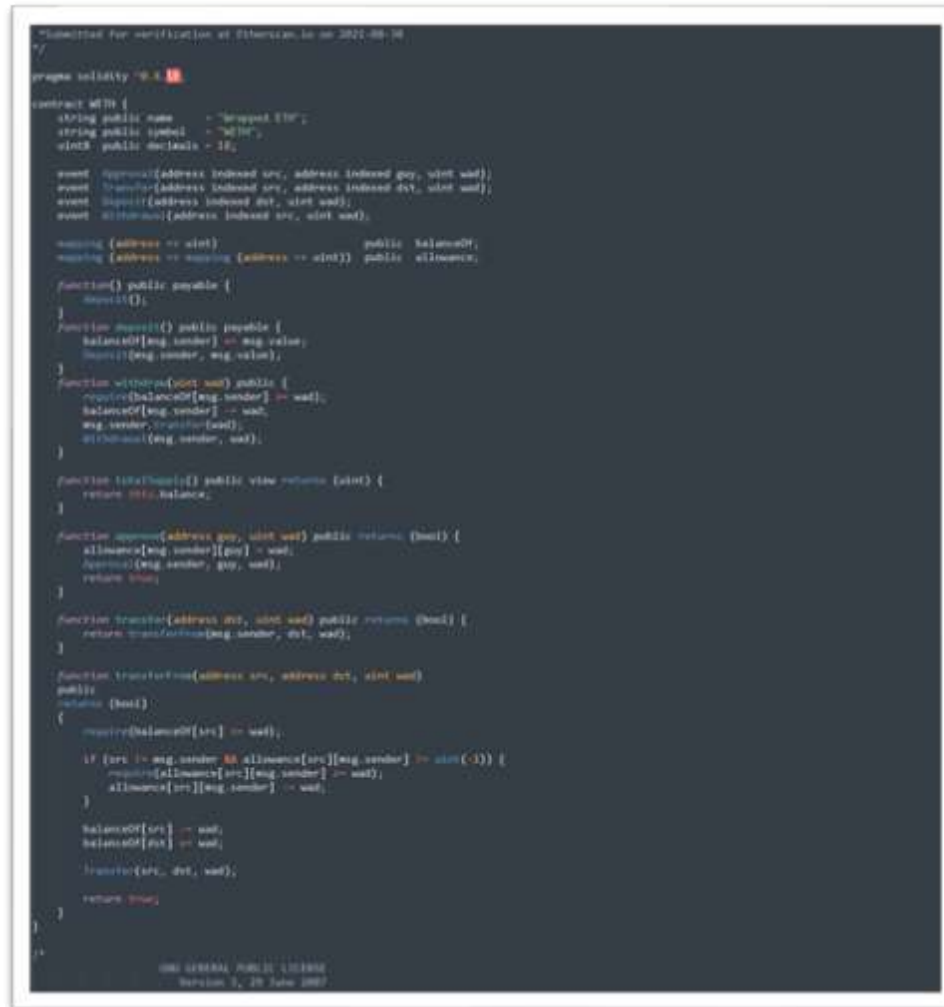 *Submitted for verification at Etherscan.io on 2021-08-30
*/
pragma solidity ^0.4.18;
contract WETH {
string public name = "Wrapped ETH";
string public symbol = "WETH";
uint8 public decimals = 18;
event Approval(address indexed src, address indexed guy, uint wad);
event Transfer(address indexed src, address indexed dst, uint wad);
event Deposit(address indexed dst, uint wad);
event Withdrawal(address indexed src, uint wad);
mapping (address => uint) public balanceOf;
mapping (address => mapping (address => uint)) public allowance;
function() public payable {
deposit();
}
function deposit() public payable {
balanceOf[msg.sender] += msg.value;
Deposit(msg.sender, msg.value);
}
function withdraw(uint wad) public {
require(balanceOf[msg.sender] >= wad);
balanceOf[msg.sender] -= wad;
msg.sender.transfer(wad);
Withdrawal(msg.sender, wad);
}
function totalSupply() public view returns (uint) {
return this.balance;
}
function approve(address guy, uint wad) public returns (bool) {
allowance[msg.sender][guy] = wad;
Approval(msg.sender, guy, wad);
return true;
}
function transfer(address dst, uint wad) public returns (bool) {
return transferFrom(msg.sender, dst, wad);
}
function transferFrom(address src, address dst, uint wad)
public
returns (bool)
{
require(balanceOf[src] >= wad);
if (src != msg.sender && allowance[src][msg.sender] != uint(-1)) {
require(allowance[src][msg.sender] >= wad);
allowance[src][msg.sender] -= wad;
}
balanceOf[src] -= wad;
balanceOf[dst] += wad;
Transfer(src, dst, wad);
return true;
}
}
/*
GNU GENERAL PUBLIC LICENSE
Version 3, 29 June 2007